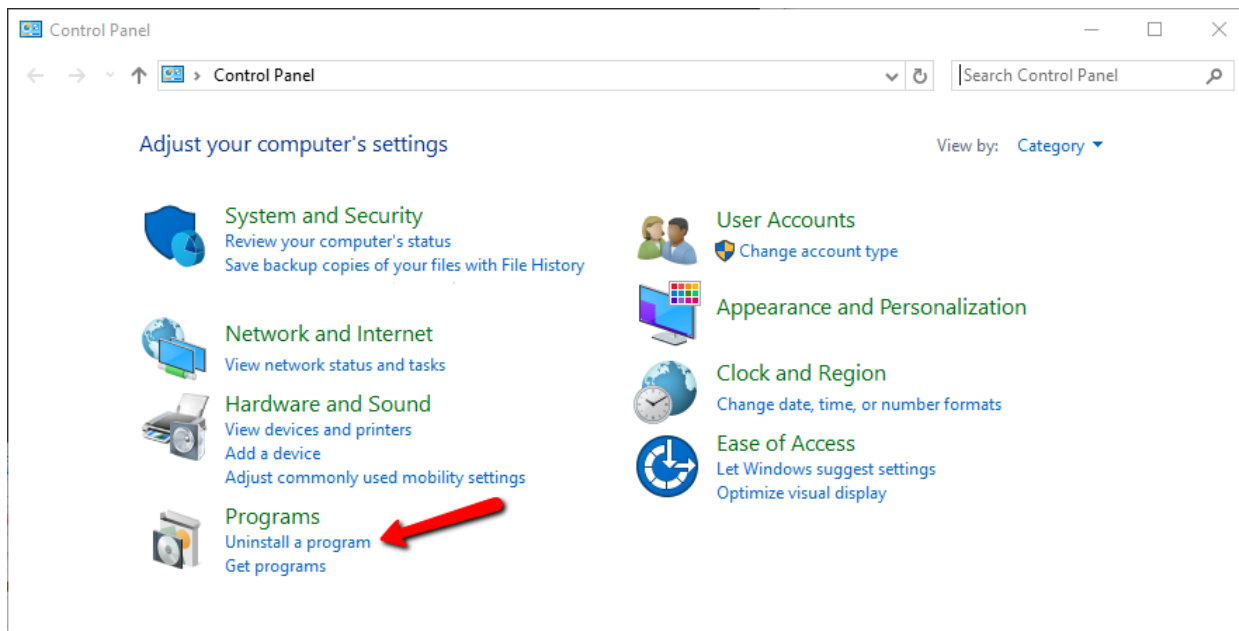 Control Panel
Control Panel
Search Control Panel
Adjust your computer's settings
View by: Category
System and Security
Review your computer's status
Save backup copies of your files with File History
Network and Internet
View network status and tasks
Hardware and Sound
View devices and printers
Add a device
Adjust commonly used mobility settings
Programs
Uninstall a program
Get programs
User Accounts
Change account type
Appearance and Personalization
Clock and Region
Change date, time, or number formats
Ease of Access
Let Windows suggest settings
Optimize visual display